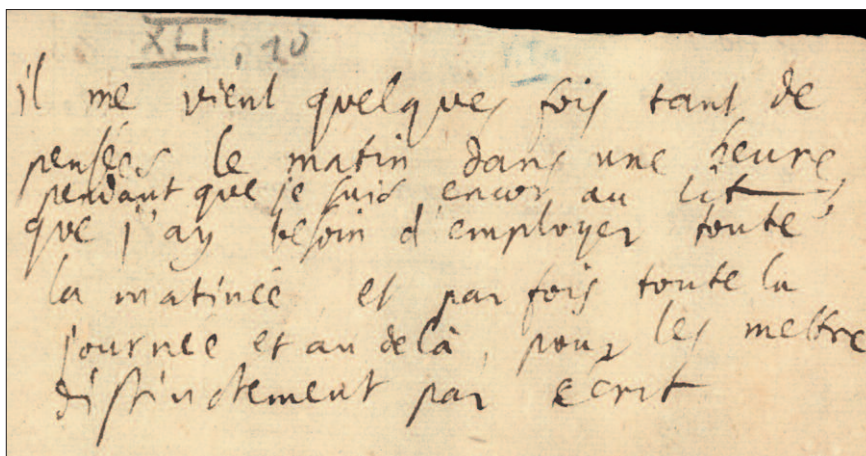 XLI, 10
il me vient quelques fois tant de
pensées le matin dans une heure,
pendant que je suis encor au lit,
que j'ay besoin d'employer toute
la matinée et par fois toute la
journée et au delà, pour les mettre
distinctement par écrit